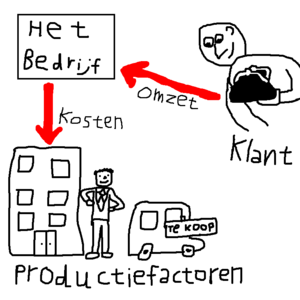 Het
Bedrijf
omzet
Kosten
Klant
TE KOOP
Productiefactoren